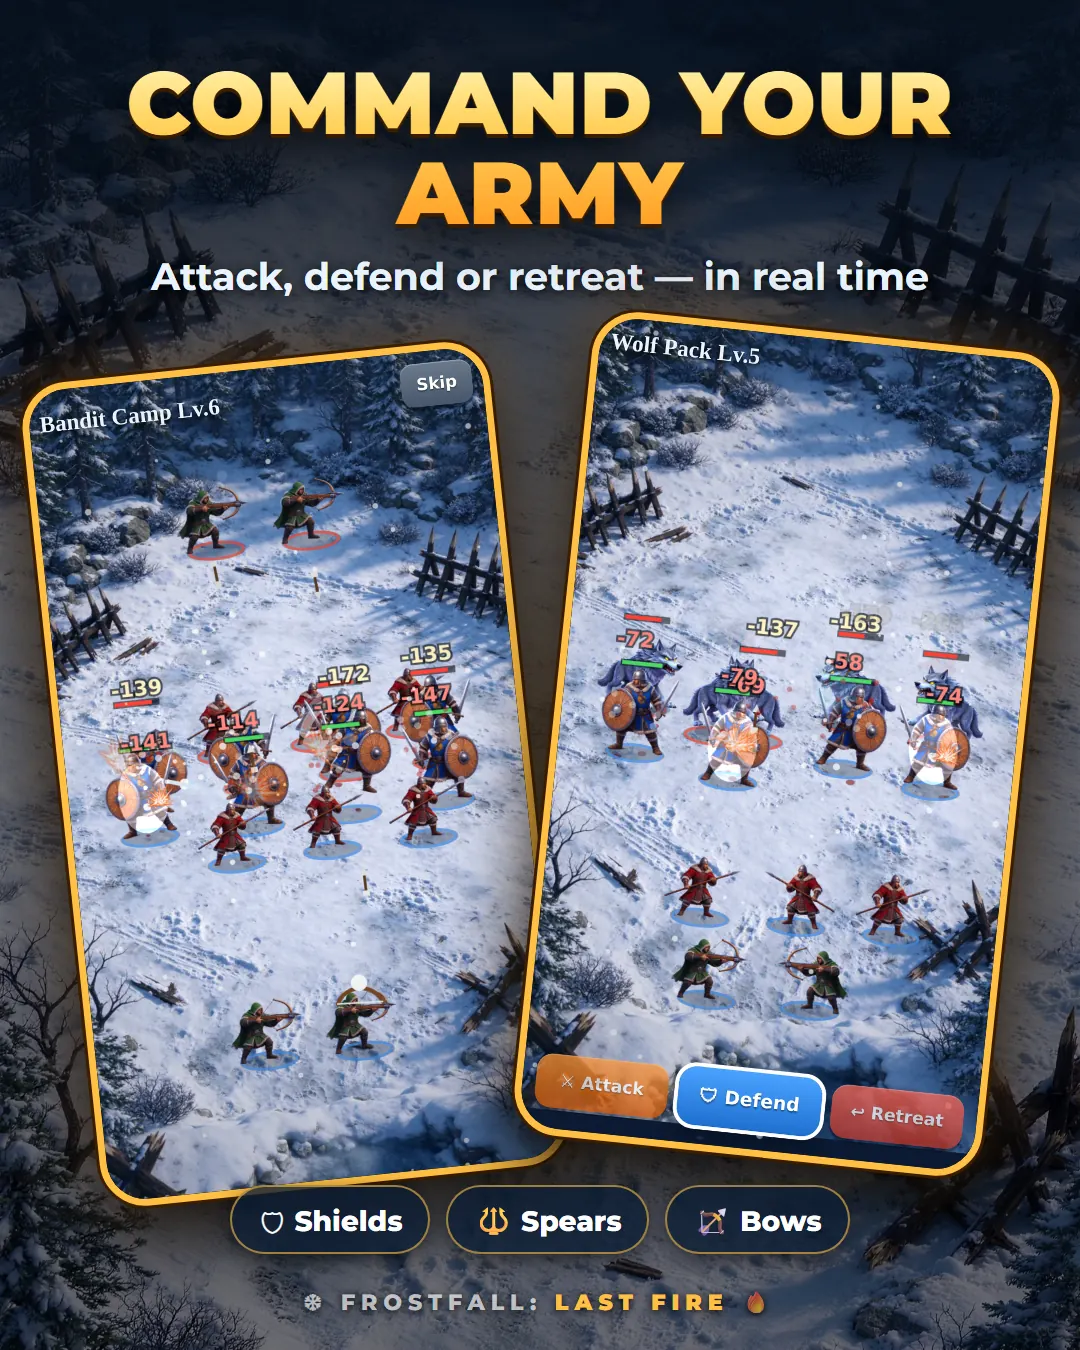 COMMAND YOUR
ARMY
Attack, defend or retreat — in real time
Bandit Camp Lv.6
Skip
-139
-141
-114
-172
-124
-135
147
Wolf Pack Lv.5
-72
-137
-163
-79
-58
-74
⚔ Attack
🛡 Defend
↩ Retreat
🛡 Shields
🔱 Spears
🏹 Bows
❄ FROSTFALL: LAST FIRE 🔥